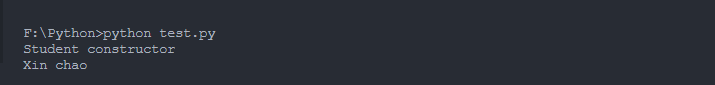 F:\Python>python test.py
Student constructor
Xin chao